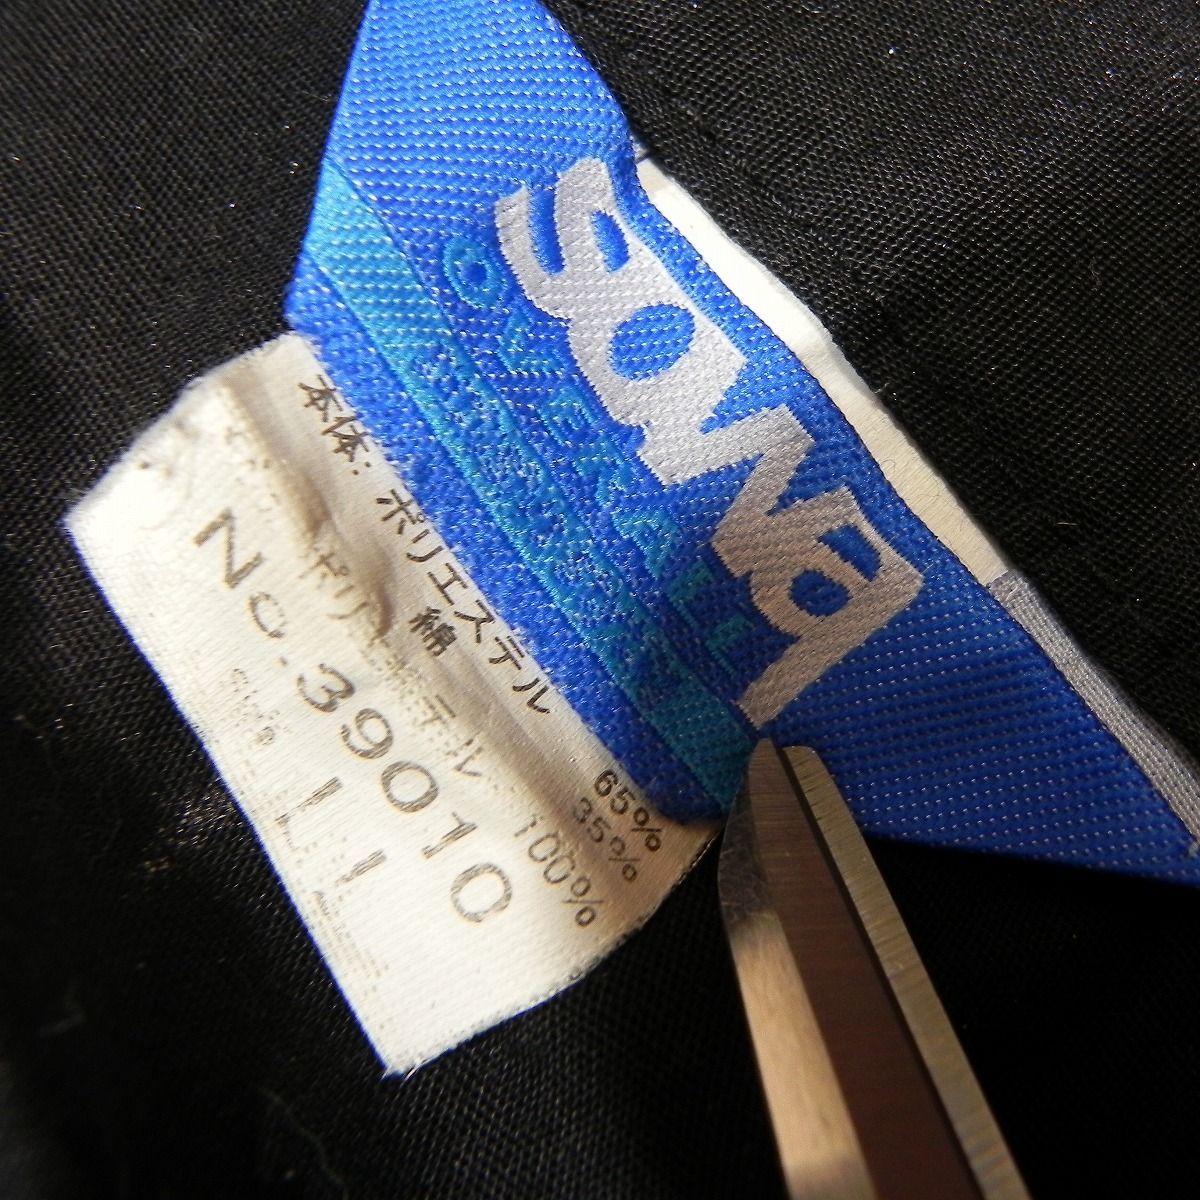 SOWA
OVERALL
本体: ポリエステル 65%
綿 35%
ポリエステル 100%
No.39010